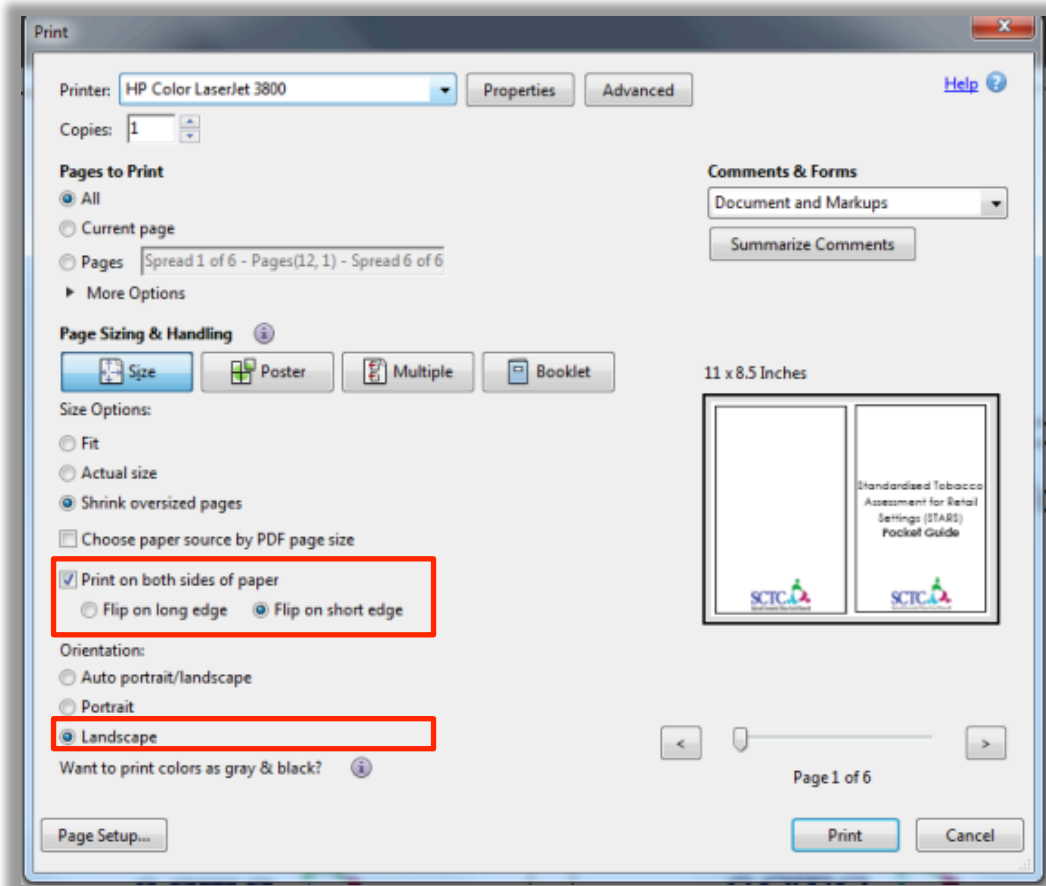 Print
Printer: HP Color LaserJet 3800 Properties Advanced Help
Copies: 1
Pages to Print
All
Current page
Pages Spread 1 of 6 - Pages(12, 1) - Spread 6 of 6
More Options
Comments & Forms
Document and Markups
Summarize Comments
Page Sizing & Handling
Size Poster Multiple Booklet
Size Options:
Fit
Actual size
Shrink oversized pages
Choose paper source by PDF page size
Print on both sides of paper
Flip on long edge Flip on short edge
Orientation:
Auto portrait/landscape
Portrait
Landscape
Want to print colors as gray & black?
11 x 8.5 Inches
Standardized Tobacco
Assessment for Retail
Settings (STARS)
Pocket Guide
SCTC SCTC
< >
Page 1 of 6
Page Setup... Print Cancel